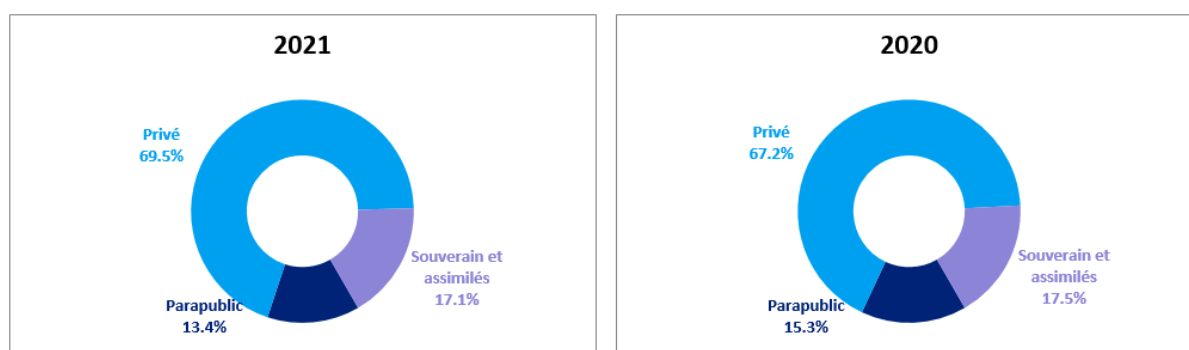 2021
Privé
69.5%
Souverain et
assimilés
17.1%
Parapublic
13.4%
2020
Privé
67.2%
Souverain et
assimilés
17.5%
Parapublic
15.3%